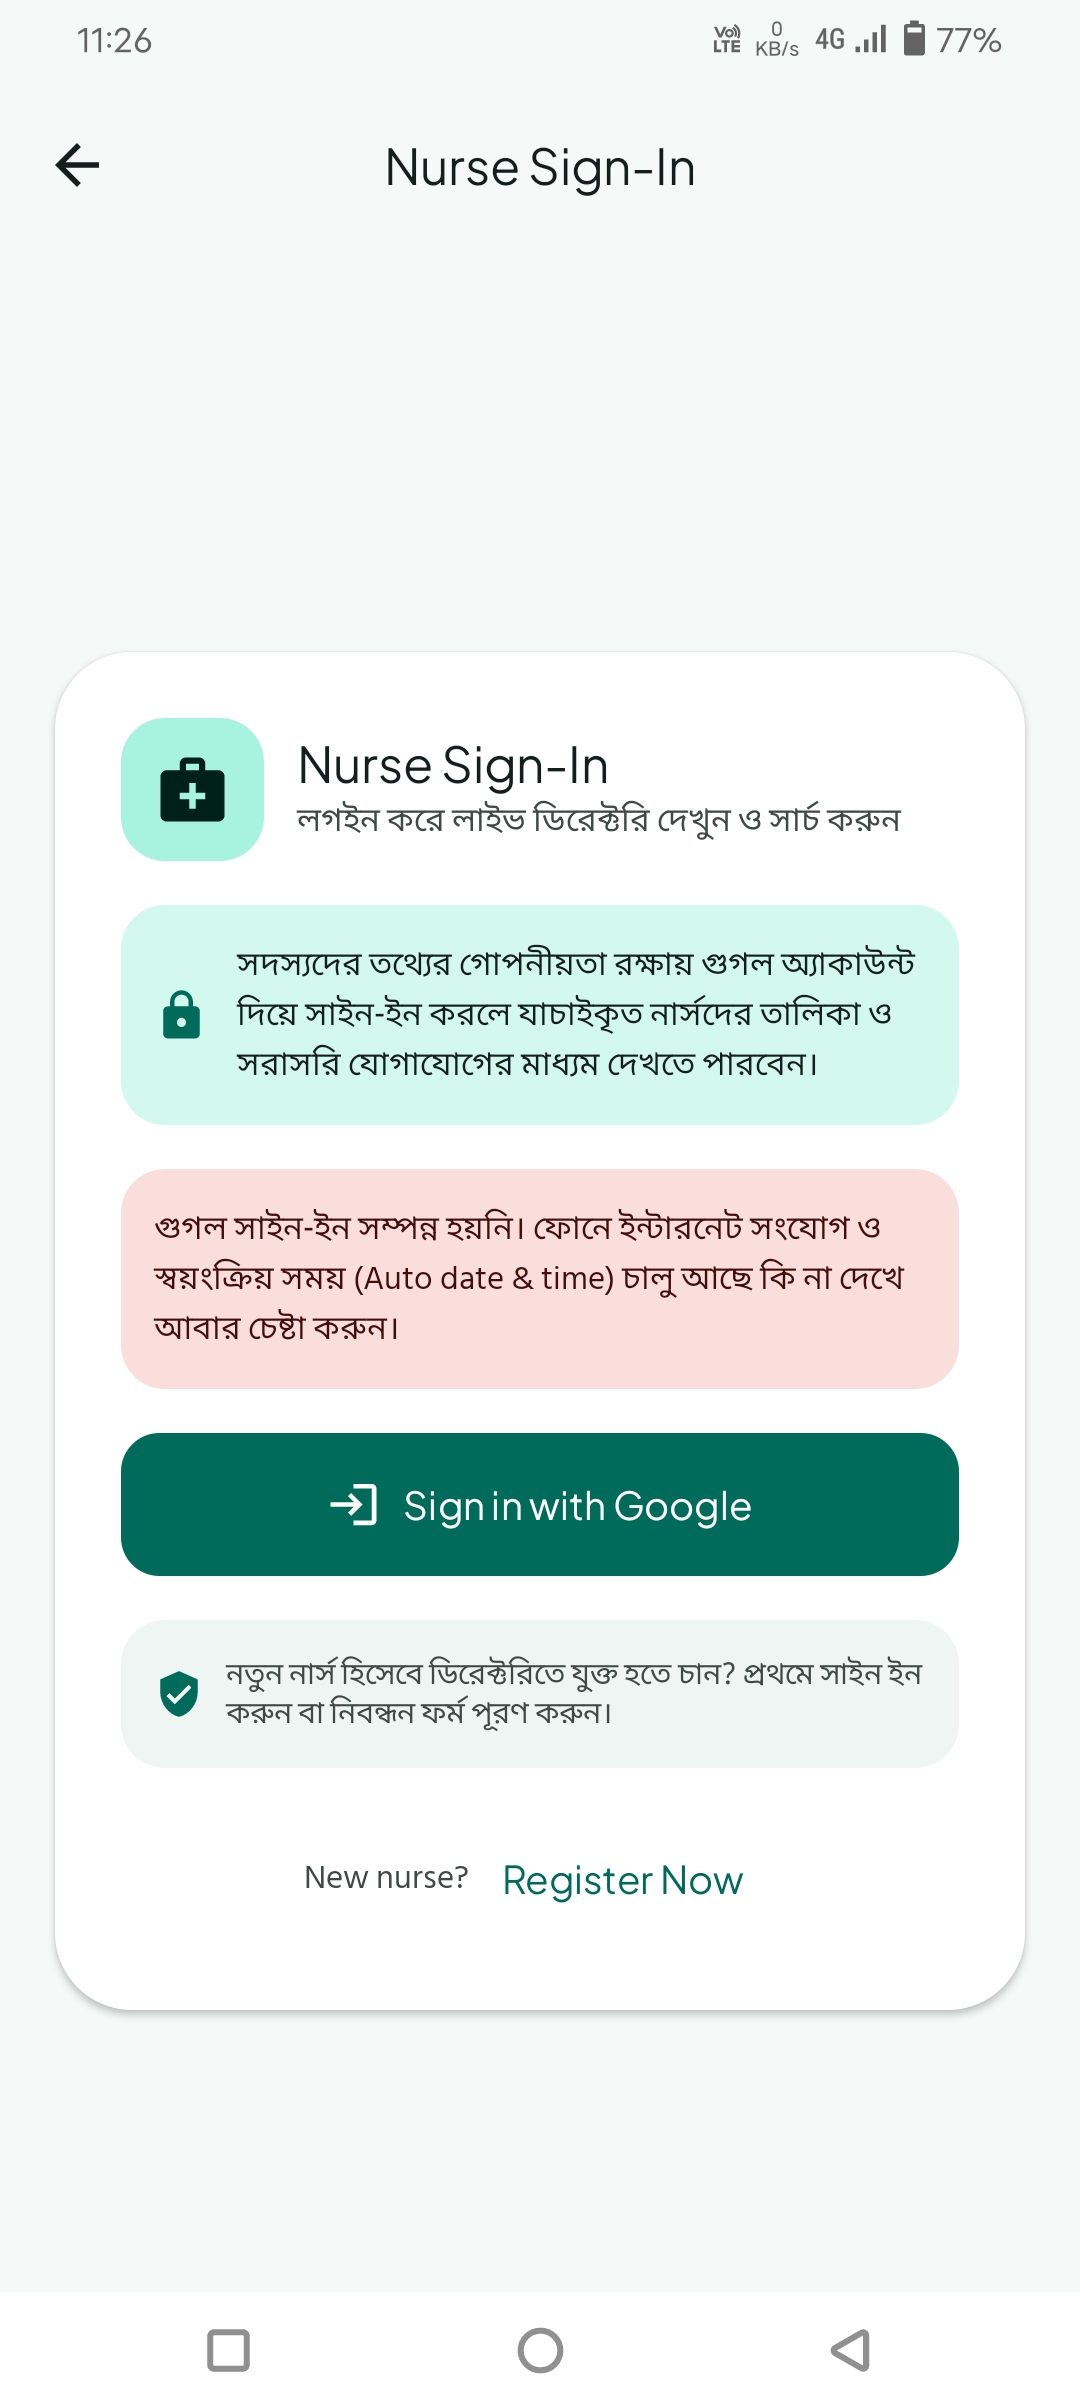 11:26
Vo)) LTE 0 KB/s 4G 77%
Nurse Sign-In
Nurse Sign-In
লগইন করে লাইভ ডিরেক্টরি দেখুন ও সার্চ করুন
সদস্যদের তথ্যের গোপনীয়তা রক্ষায় গুগল অ্যাকাউন্ট
দিয়ে সাইন-ইন করলে যাচাইকৃত নার্সদের তালিকা ও
সরাসরি যোগাযোগের মাধ্যম দেখতে পারবেন।
গুগল সাইন-ইন সম্পন্ন হয়নি। ফোনে ইন্টারনেট সংযোগ ও
স্বয়ংক্রিয় সময় (Auto date & time) চালু আছে কি না দেখে
আবার চেষ্টা করুন।
Sign in with Google
নতুন নার্স হিসেবে ডিরেক্টরিতে যুক্ত হতে চান? প্রথমে সাইন ইন
করুন বা নিবন্ধন ফর্ম পূরণ করুন।
New nurse? Register Now